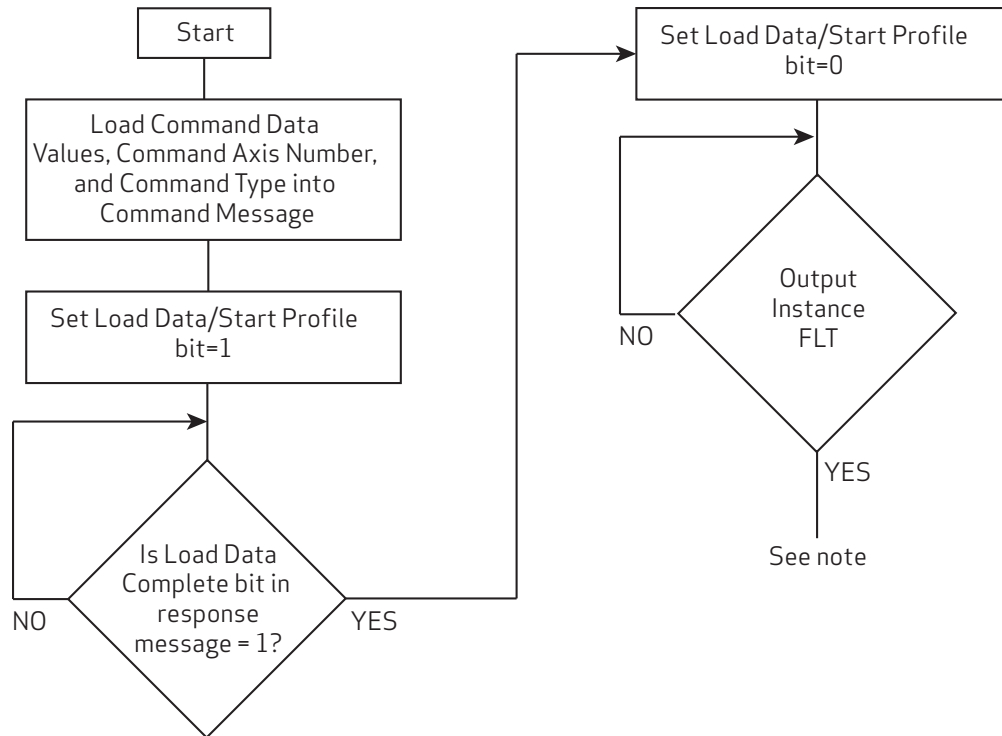 Start
Load Command Data
Values, Command Axis Number,
and Command Type into
Command Message
Set Load Data/Start Profile
bit=1
Is Load Data
Complete bit in
response
message = 1?
NO
YES
Set Load Data/Start Profile
bit=0
Output
Instance
FLT
NO
YES
See note